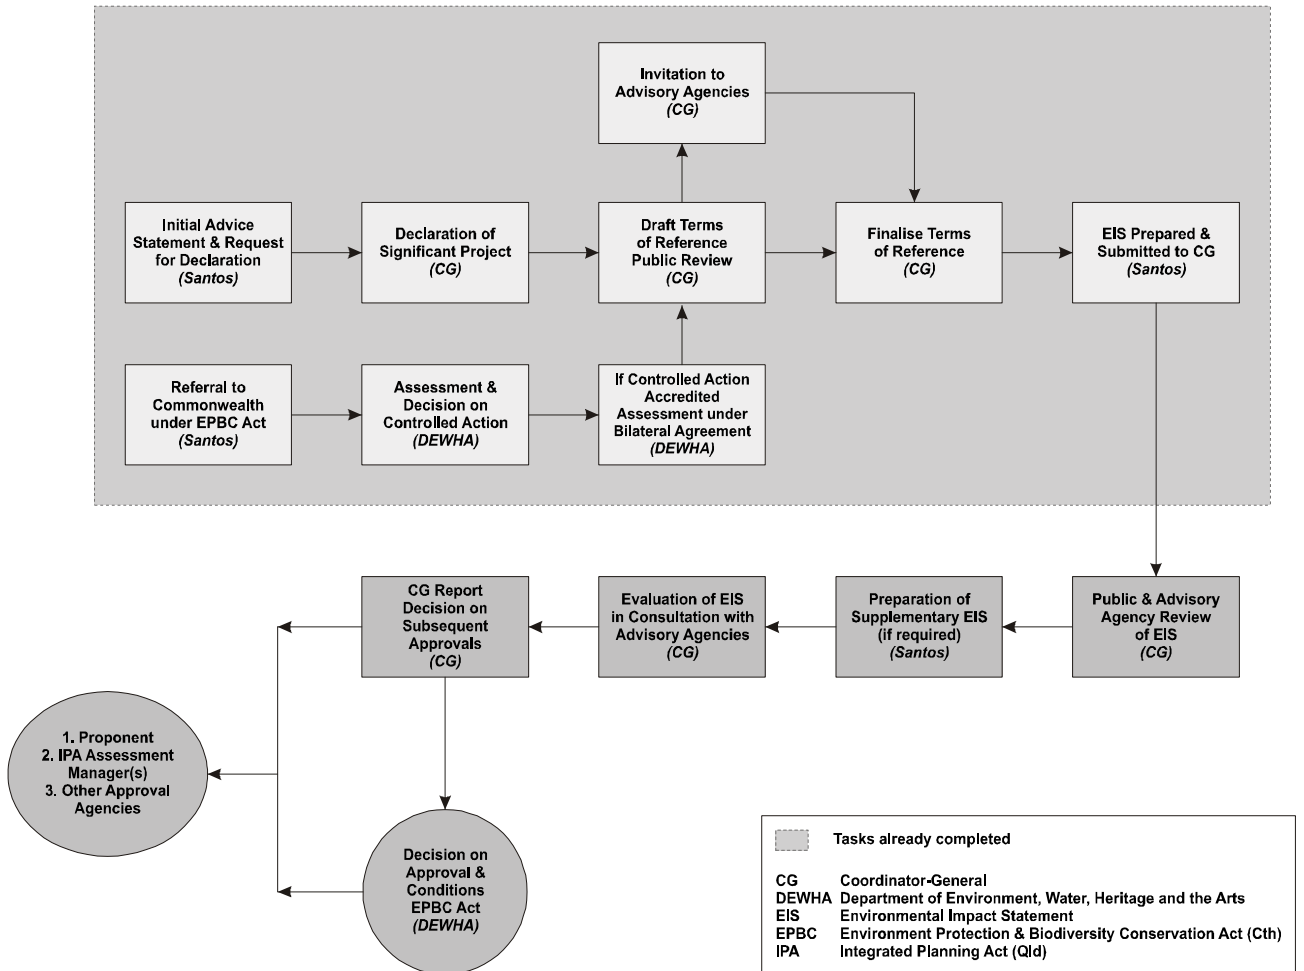 Invitation to
Advisory Agencies
(CG)
Initial Advice
Statement & Request
for Declaration
(Santos)
Declaration of
Significant Project
(CG)
Draft Terms
of Reference
Public Review
(CG)
Finalise Terms
of Reference
(CG)
EIS Prepared &
Submitted to CG
(Santos)
Referral to
Commonwealth
under EPBC Act
(Santos)
Assessment &
Decision on
Controlled Action
(DEWHA)
If Controlled Action
Accredited
Assessment under
Bilateral Agreement
(DEWHA)
CG Report
Decision on
Subsequent
Approvals
(CG)
Evaluation of EIS
in Consultation with
Advisory Agencies
(CG)
Preparation of
Supplementary EIS
(if required)
(Santos)
Public & Advisory
Agency Review
of EIS
(CG)
1. Proponent
2. IPA Assessment
Manager(s)
3. Other Approval
Agencies
Decision on
Approval &
Conditions
EPBC Act
(DEWHA)
Tasks already completed
CG Coordinator-General
DEWHA Department of Environment, Water, Heritage and the Arts
EIS Environmental Impact Statement
EPBC Environment Protection & Biodiversity Conservation Act (Cth)
IPA Integrated Planning Act (Qld)